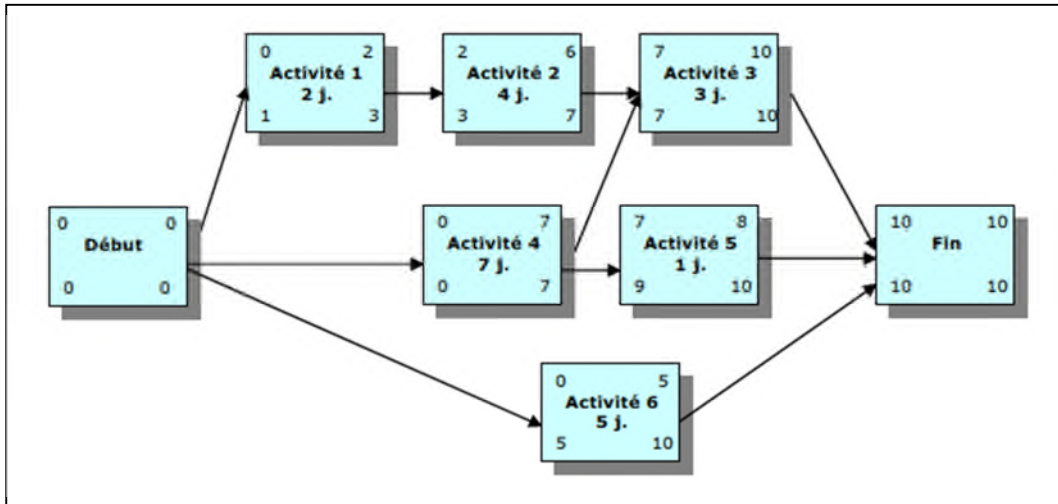 0 2
Activité 1
2 j.
1 3
2 6
Activité 2
4 j.
3 7
7 10
Activité 3
3 j.
7 10
0 0
Début
0 0
0 7
Activité 4
7 j.
0 7
7 8
Activité 5
1 j.
9 10
10 10
Fin
10 10
0 5
Activité 6
5 j.
5 10